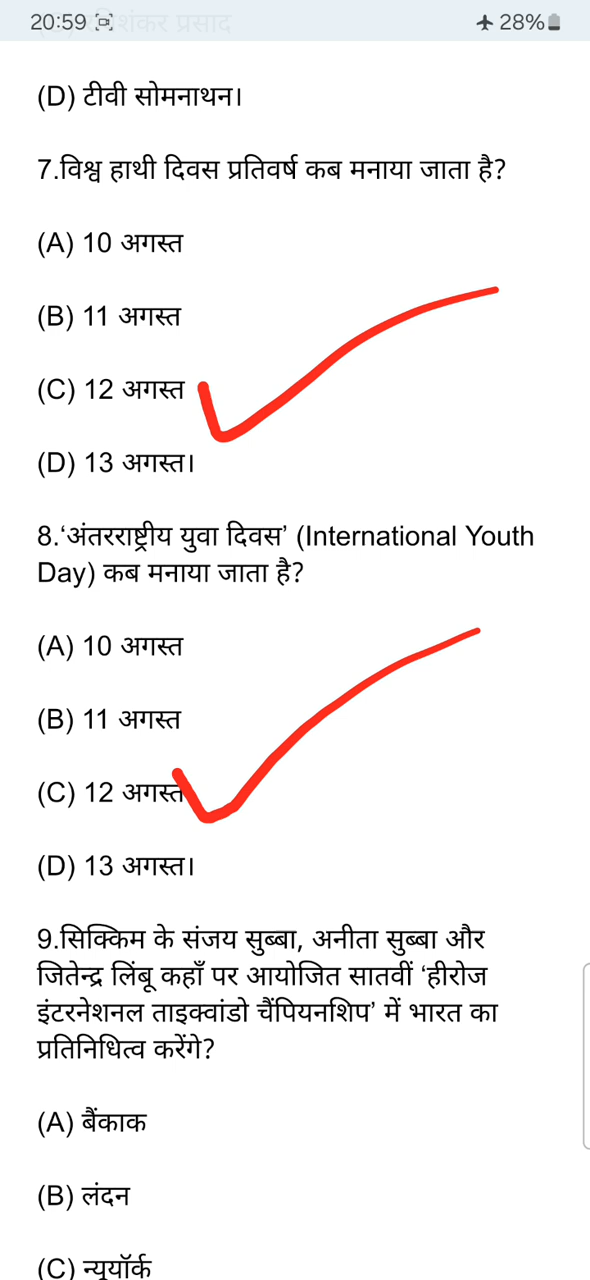 20:59 28%
(D) टीवी सोमनाथन।
7.विश्व हाथी दिवस प्रतिवर्ष कब मनाया जाता है?
(A) 10 अगस्त
(B) 11 अगस्त
(C) 12 अगस्त
(D) 13 अगस्त।
8.‘अंतरराष्ट्रीय युवा दिवस’ (International Youth
Day) कब मनाया जाता है?
(A) 10 अगस्त
(B) 11 अगस्त
(C) 12 अगस्त
(D) 13 अगस्त।
9.सिक्किम के संजय सुब्बा, अनीता सुब्बा और
जितेन्द्र लिंबू कहाँ पर आयोजित सातवीं ‘हीरोज
इंटरनेशनल ताइक्वांडो चैंपियनशिप’ में भारत का
प्रतिनिधित्व करेंगे?
(A) बैंकाक
(B) लंदन
(C) न्यूयॉर्क